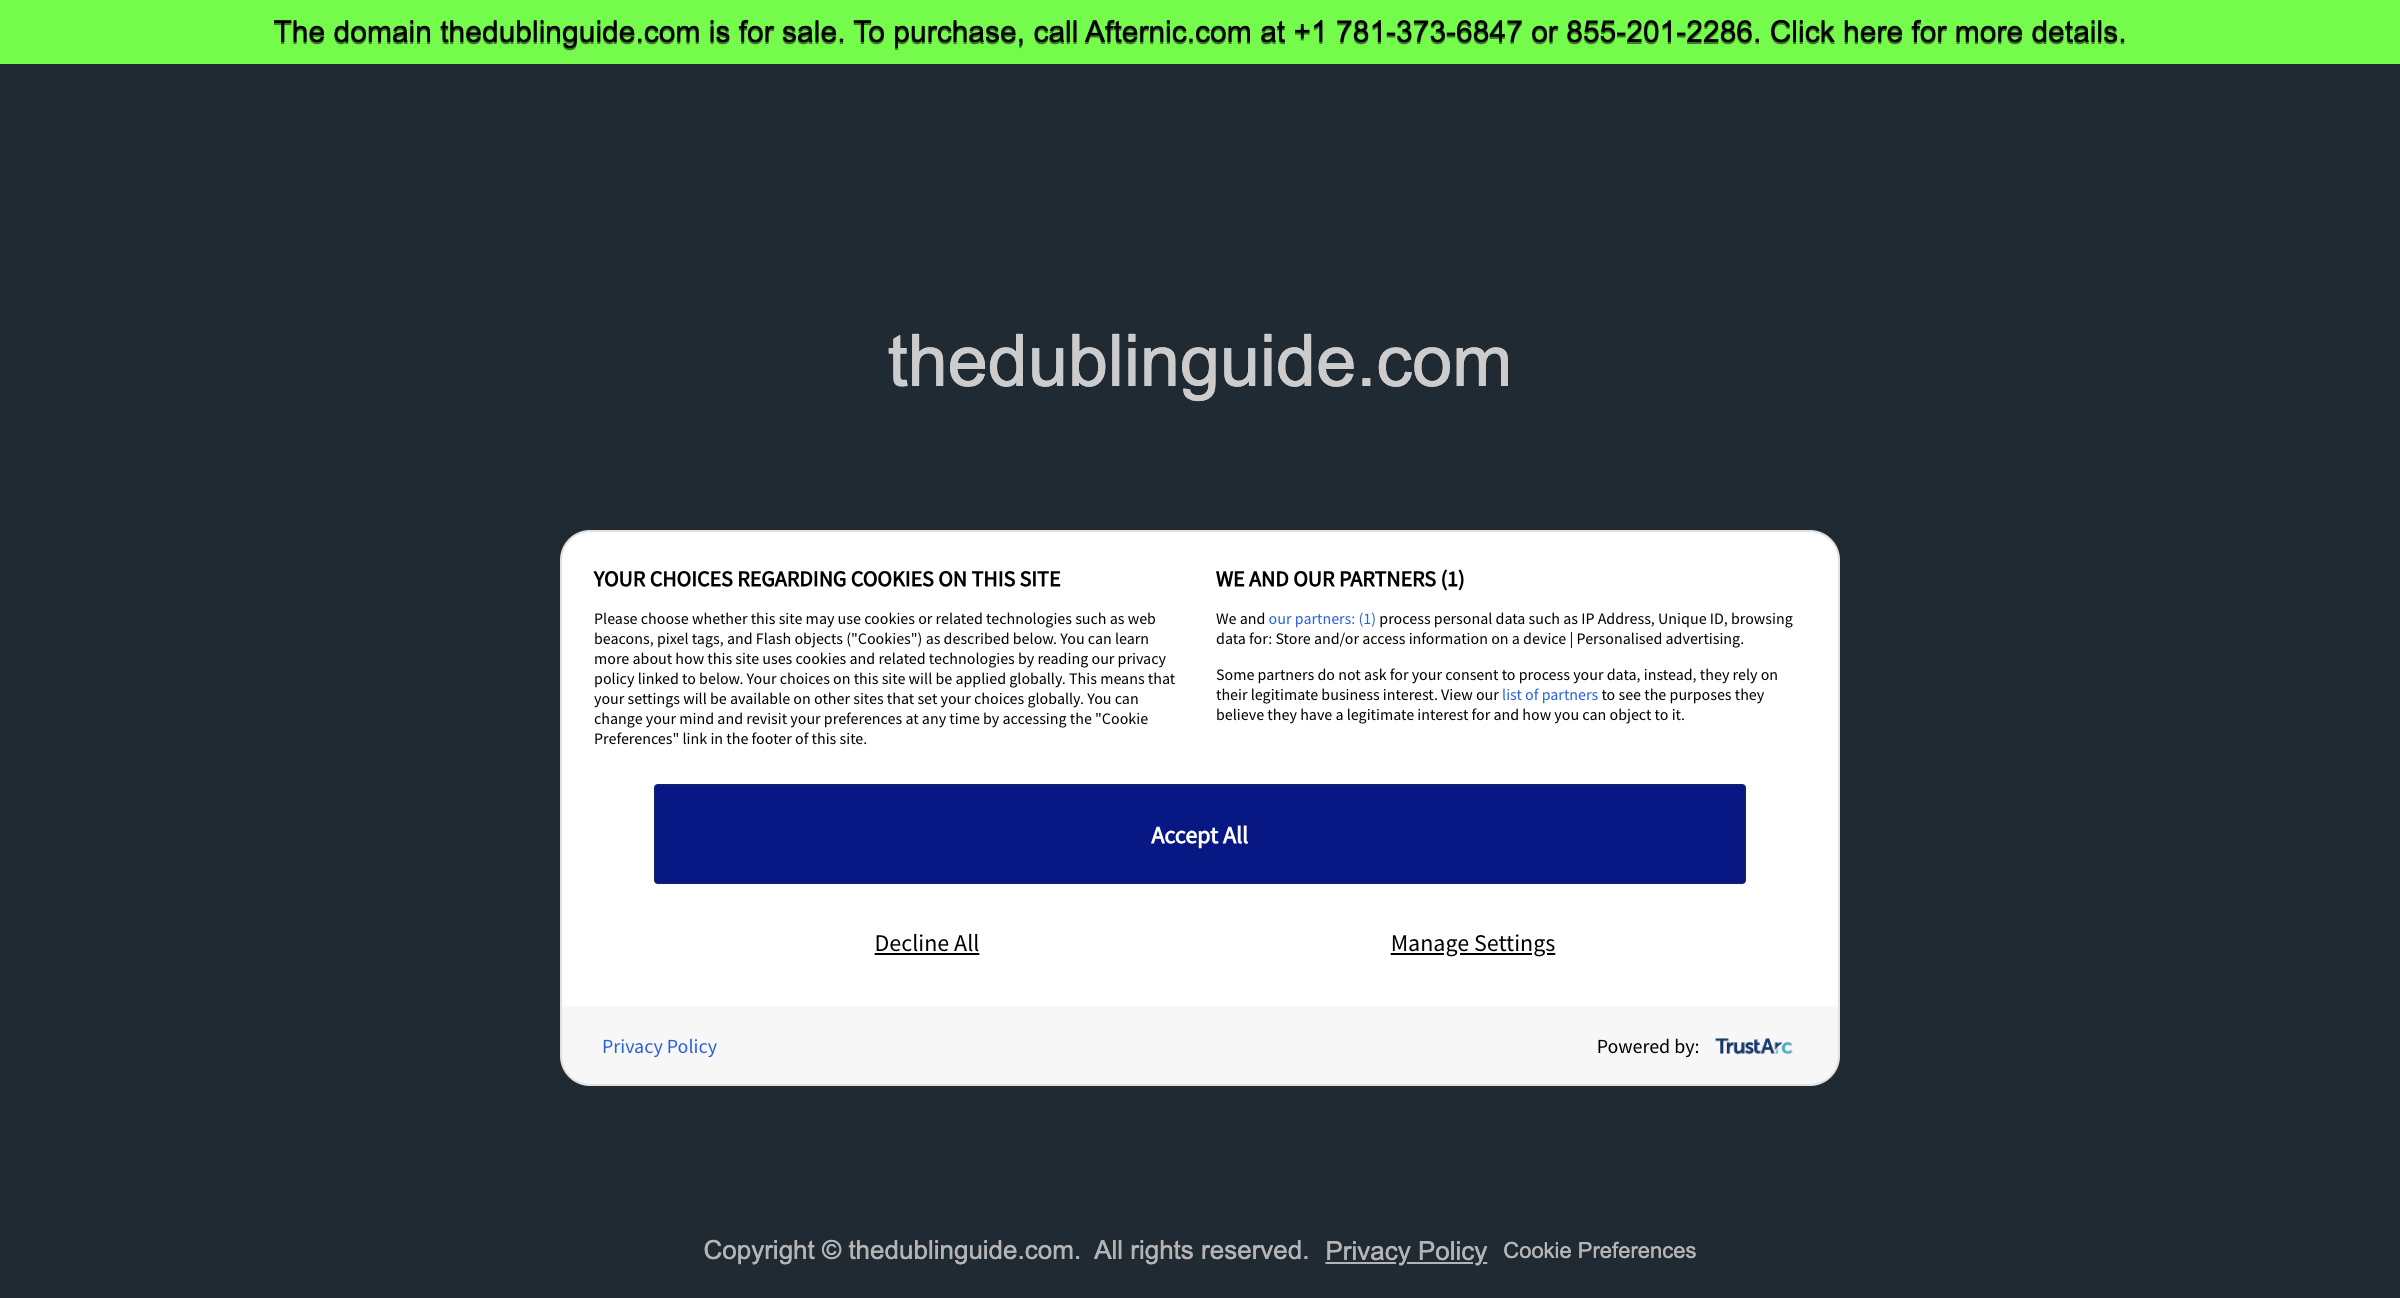 The domain thedublinguide.com is for sale. To purchase, call Afternic.com at +1 781-373-6847 or 855-201-2286. Click here for more details.
thedublinguide.com
YOUR CHOICES REGARDING COOKIES ON THIS SITE
Please choose whether this site may use cookies or related technologies such as web
beacons, pixel tags, and Flash objects ("Cookies") as described below. You can learn
more about how this site uses cookies and related technologies by reading our privacy
policy linked to below. Your choices on this site will be applied globally. This means that
your settings will be available on other sites that set your choices globally. You can
change your mind and revisit your preferences at any time by accessing the "Cookie
Preferences" link in the footer of this site.
WE AND OUR PARTNERS (1)
We and our partners: (1) process personal data such as IP Address, Unique ID, browsing
data for: Store and/or access information on a device | Personalised advertising.
Some partners do not ask for your consent to process your data, instead, they rely on
their legitimate business interest. View our list of partners to see the purposes they
believe they have a legitimate interest for and how you can object to it.
Accept All
Decline All
Manage Settings
Privacy Policy
Powered by: TrustArc
Copyright © thedublinguide.com. All rights reserved. Privacy Policy Cookie Preferences